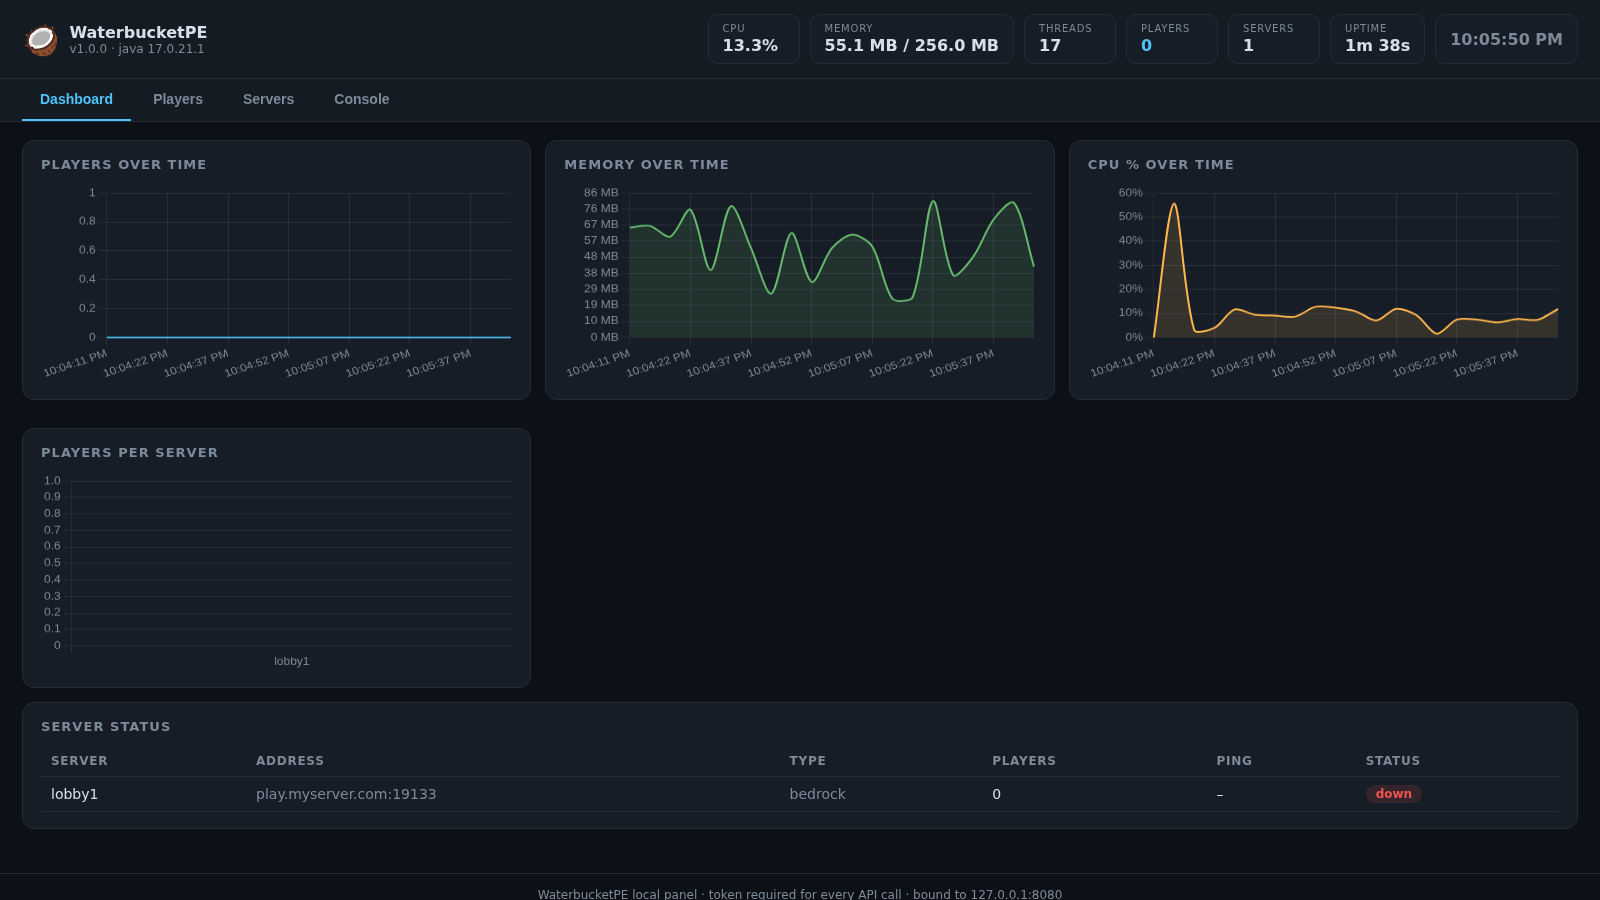 WaterbucketPE
v1.0.0 · java 17.0.21.1
CPU
13.3%
MEMORY
55.1 MB / 256.0 MB
THREADS
17
PLAYERS
0
SERVERS
1
UPTIME
1m 38s
10:05:50 PM
Dashboard
Players
Servers
Console
PLAYERS OVER TIME
1
0.8
0.6
0.4
0.2
0
10:04:11 PM
10:04:22 PM
10:04:37 PM
10:04:52 PM
10:05:07 PM
10:05:22 PM
10:05:37 PM
MEMORY OVER TIME
86 MB
76 MB
67 MB
57 MB
48 MB
38 MB
29 MB
19 MB
10 MB
0 MB
10:04:11 PM
10:04:22 PM
10:04:37 PM
10:04:52 PM
10:05:07 PM
10:05:22 PM
10:05:37 PM
CPU % OVER TIME
60%
50%
40%
30%
20%
10%
0%
10:04:11 PM
10:04:22 PM
10:04:37 PM
10:04:52 PM
10:05:07 PM
10:05:22 PM
10:05:37 PM
PLAYERS PER SERVER
1.0
0.9
0.8
0.7
0.6
0.5
0.4
0.3
0.2
0.1
0
lobby1
SERVER STATUS
SERVER ADDRESS TYPE PLAYERS PING STATUS
lobby1 play.myserver.com:19133 bedrock 0 – down
WaterbucketPE local panel · token required for every API call · bound to 127.0.0.1:8080